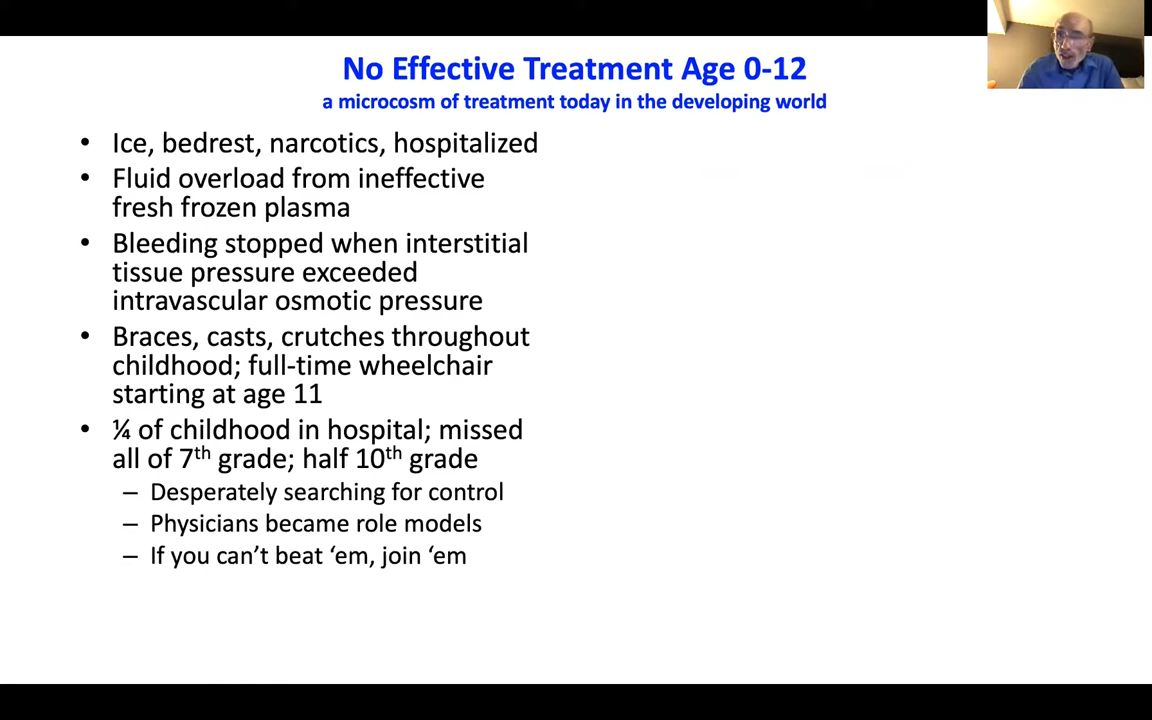 No Effective Treatment Age 0-12
a microcosm of treatment today in the developing world
• Ice, bedrest, narcotics, hospitalized
• Fluid overload from ineffective
fresh frozen plasma
• Bleeding stopped when interstitial
tissue pressure exceeded
intravascular osmotic pressure
• Braces, casts, crutches throughout
childhood; full-time wheelchair
starting at age 11
• ¼ of childhood in hospital; missed
all of 7th grade; half 10th grade
– Desperately searching for control
– Physicians became role models
– If you can’t beat ‘em, join ‘em